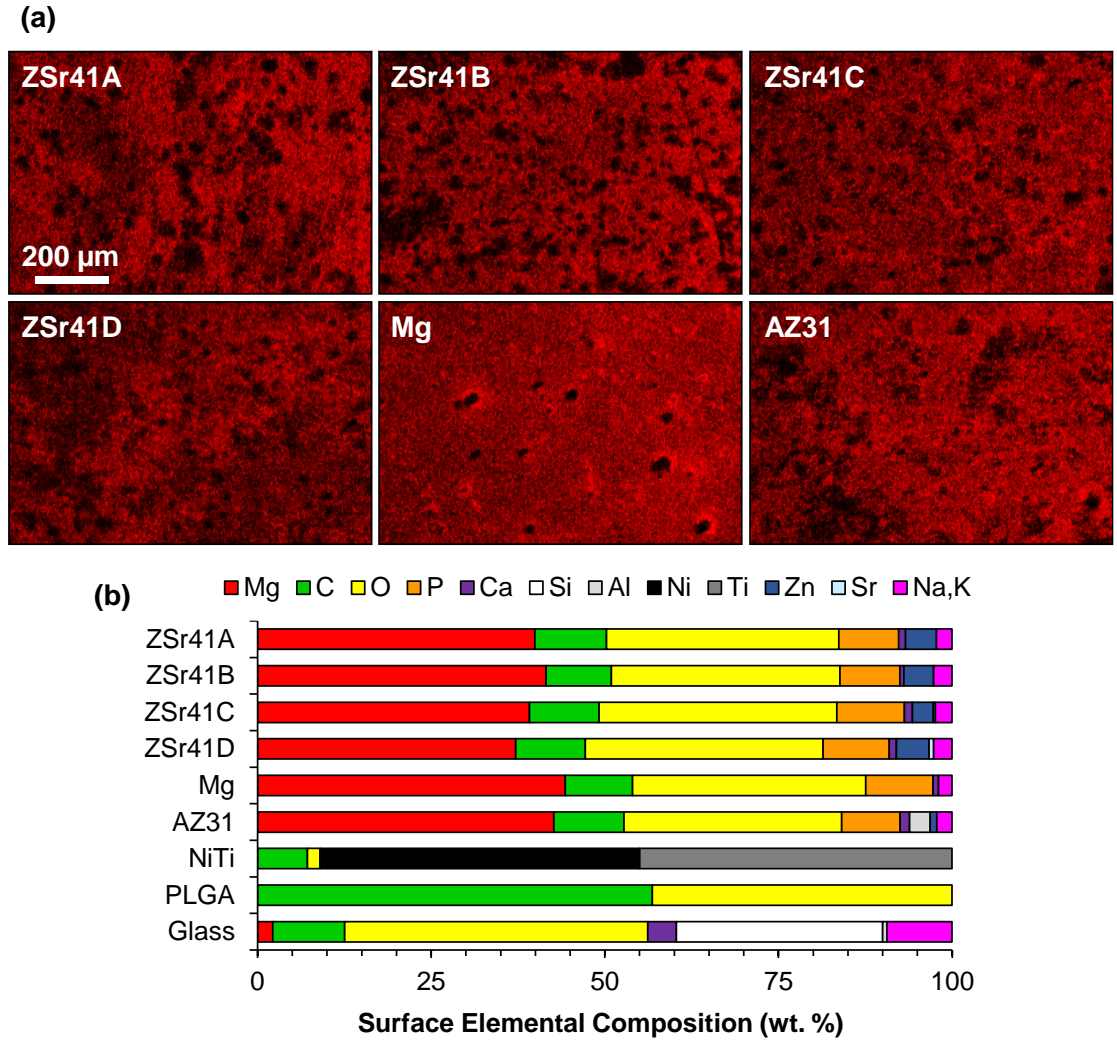 (a)
ZSr41A
ZSr41B
ZSr41C
200 µm
ZSr41D
Mg
AZ31
(b)
Mg C O P Ca Si Al Ni Ti Zn Sr Na,K
ZSr41A
ZSr41B
ZSr41C
ZSr41D
Mg
AZ31
NiTi
PLGA
Glass
0 25 50 75 100
Surface Elemental Composition (wt. %)